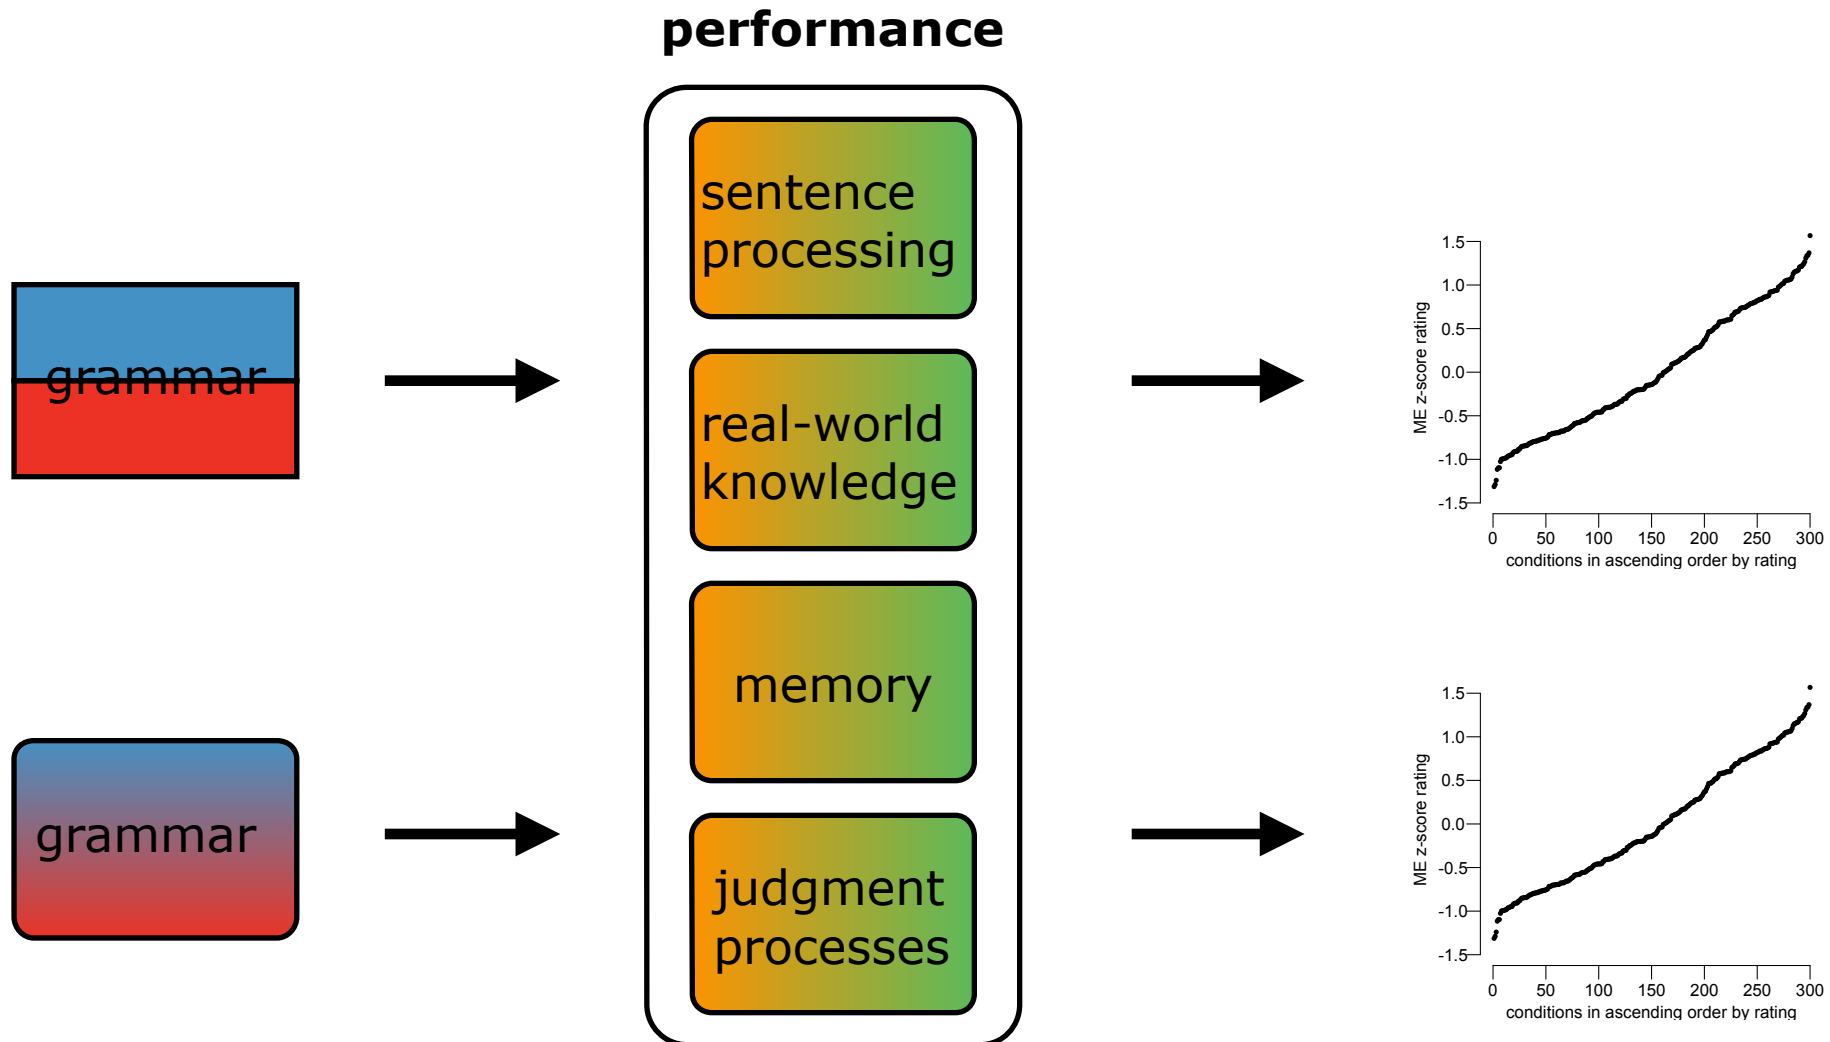 performance
sentence
processing
real-world
knowledge
memory
judgment
processes
grammar
grammar
ME z-score rating
1.5
1.0
0.5
0.0
-0.5
-1.0
-1.5
0 50 100 150 200 250 300
conditions in ascending order by rating
ME z-score rating
1.5
1.0
0.5
0.0
-0.5
-1.0
-1.5
0 50 100 150 200 250 300
conditions in ascending order by rating